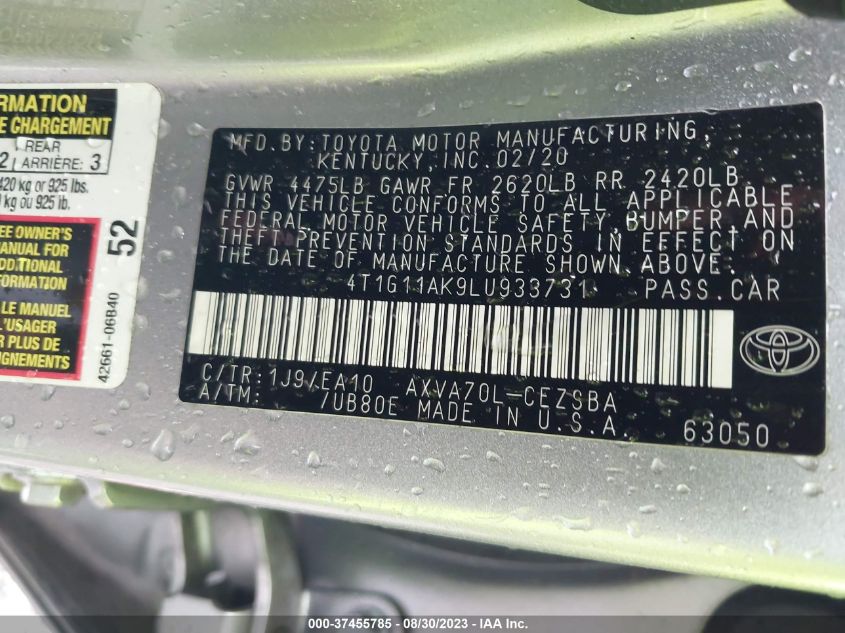 ORMATION
E CHARGEMENT
REAR
2 ARRIÈRE: 3
420 kg or 925 lbs.
kg ou 925 lb.
EE OWNER'S
MANUAL FOR
DDITIONAL
FORMATION
LE MANUEL
L'USAGER
R PLUS DE
GNEMENTS
52
42661-06B40
MFD. BY: TOYOTA MOTOR MANUFACTURING,
KENTUCKY, INC. 02/20
GVWR 4475LB GAWR FR 2620LB RR 2420LB
THIS VEHICLE CONFORMS TO ALL APPLICABLE
FEDERAL MOTOR VEHICLE SAFETY, BUMPER, AND
THEFT PREVENTION STANDARDS IN EFFECT ON
THE DATE OF MANUFACTURE SHOWN ABOVE.
4T1G11AK9LU933731 PASS. CAR
C/TR: 1J9/EA10 AXVA70L-CEZSBA
A/TM: /UB80E MADE IN U.S.A.
63050
000-37455785 - 08/30/2023 - IAA Inc.